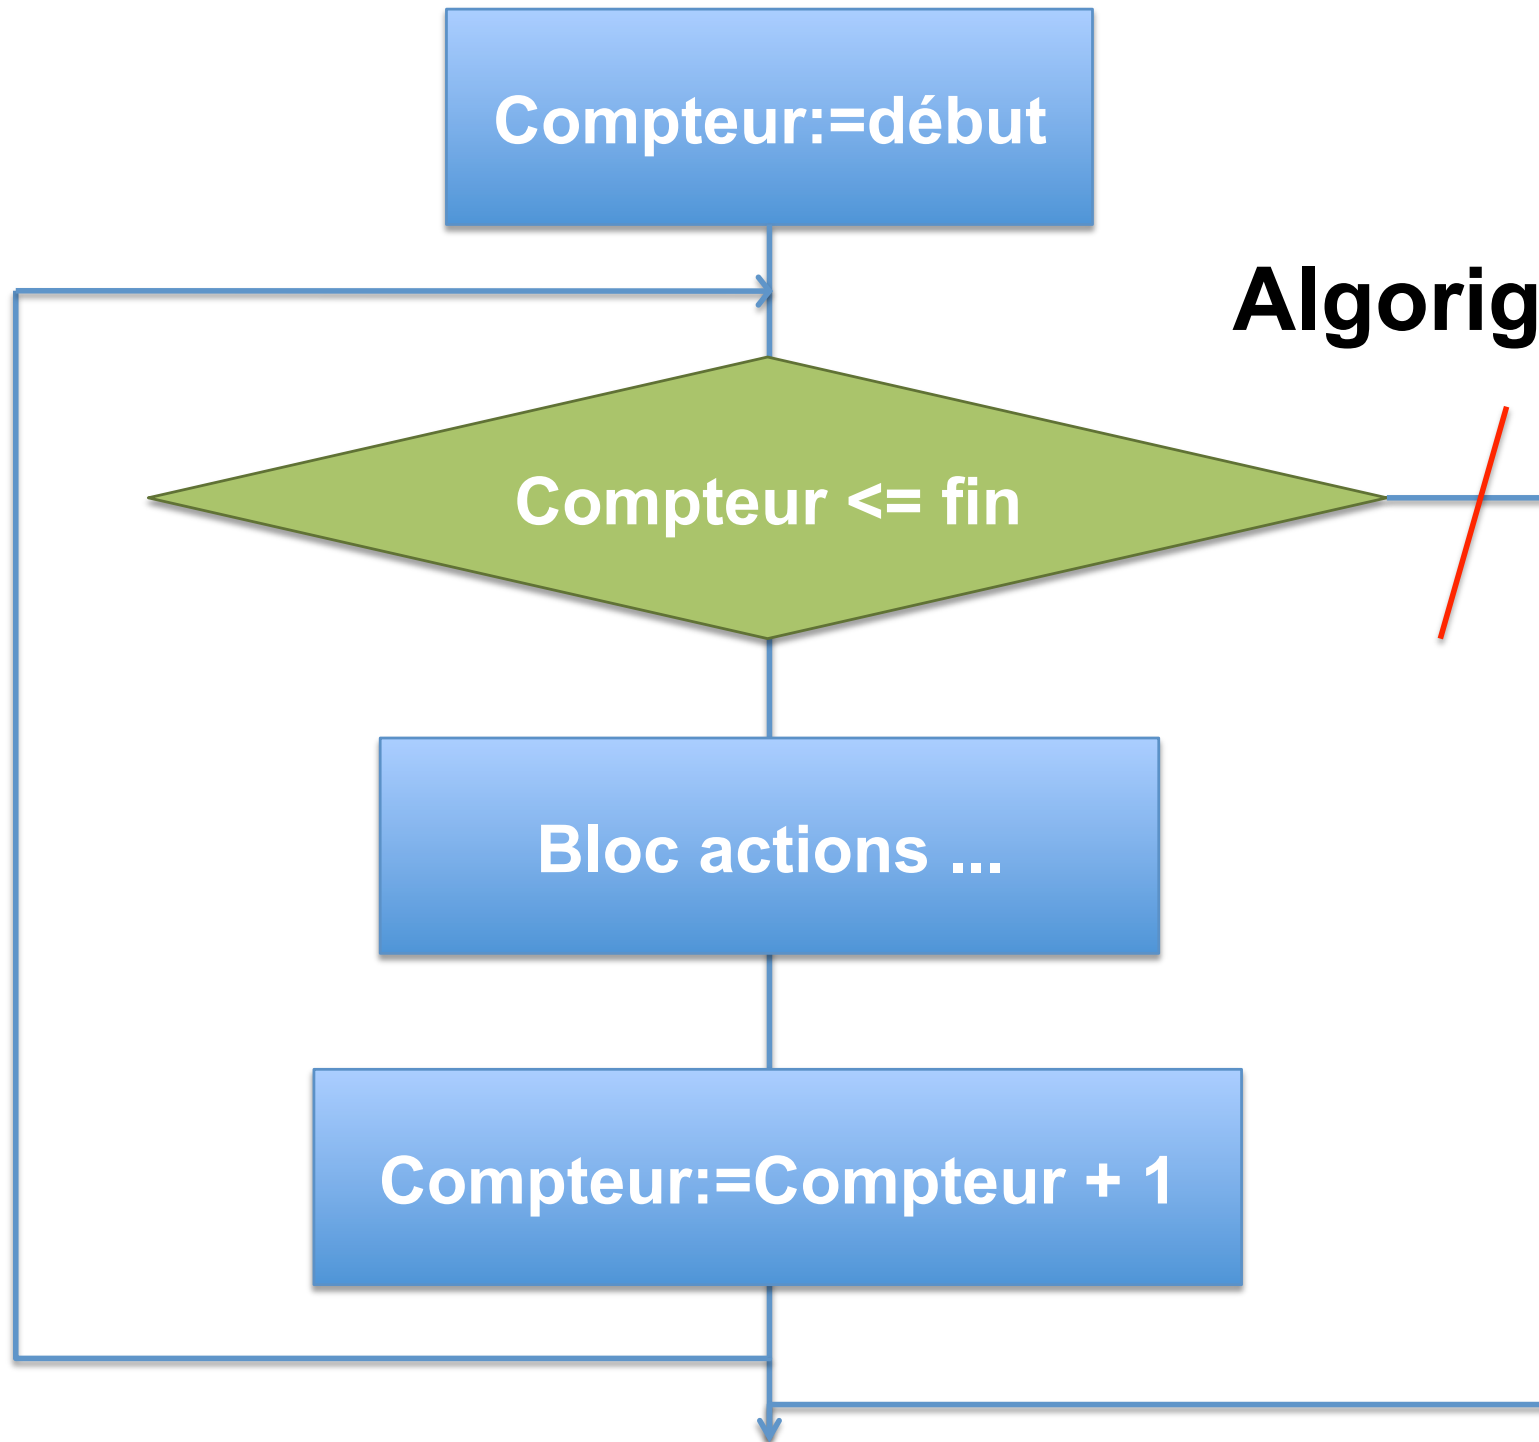 Compteur:=début
Algorig
Compteur <= fin
Bloc actions ...
Compteur:=Compteur + 1